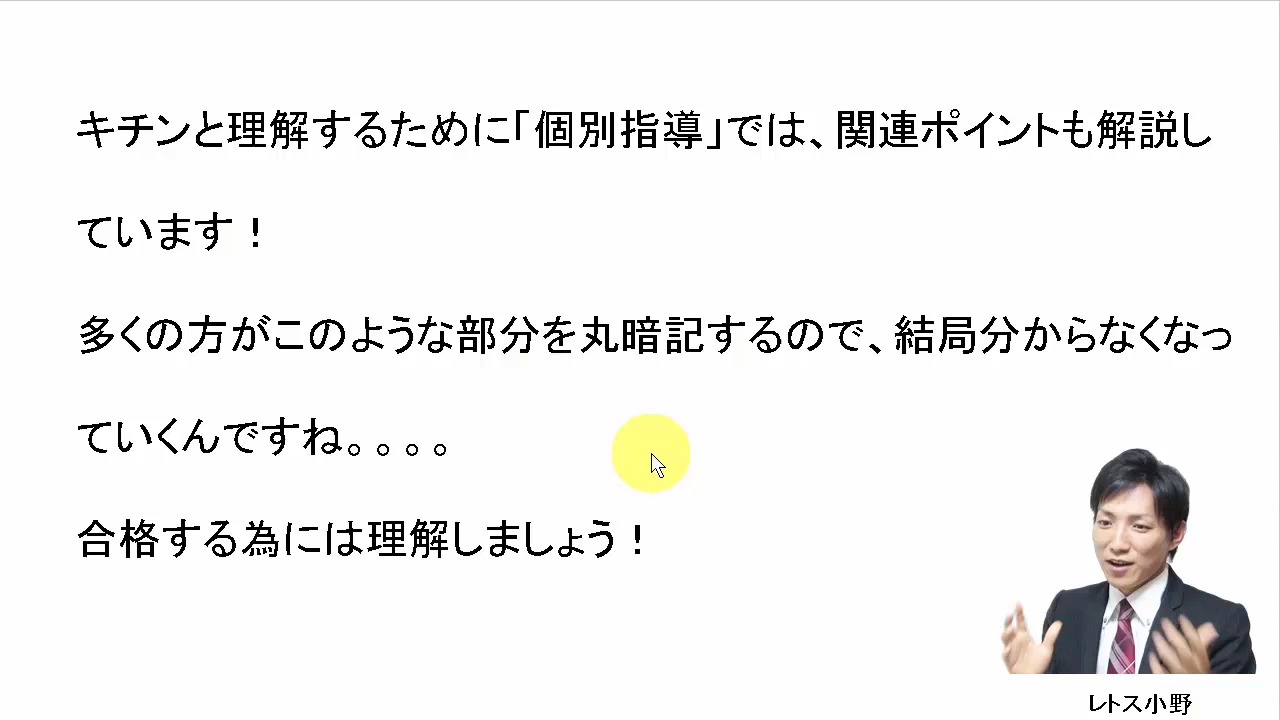 キチンと理解するために「個別指導」では、関連ポイントも解説し
ています！
多くの方がこのような部分を丸暗記するので、結局分からなくなっ
ていくんですね。。。。
合格する為には理解しましょう！
レトス小野